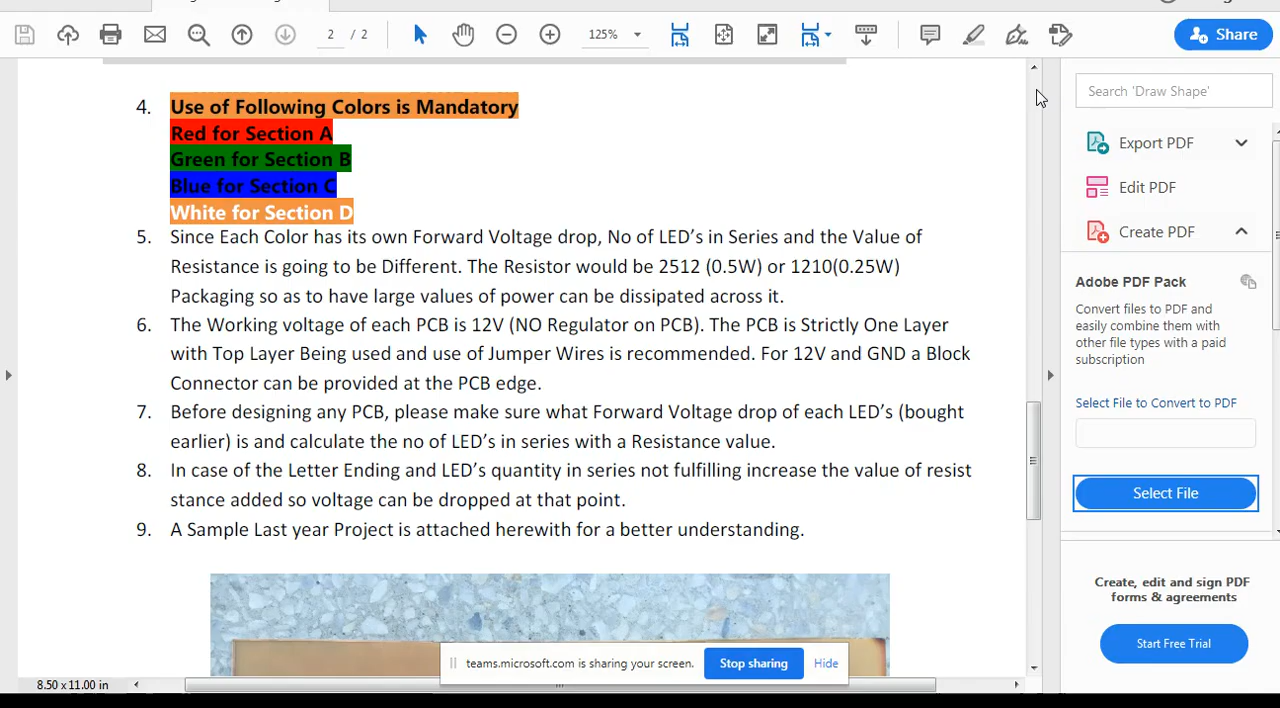 2 / 2
125%
Share
4. Use of Following Colors is Mandatory
Red for Section A
Green for Section B
Blue for Section C
White for Section D
5. Since Each Color has its own Forward Voltage drop, No of LED’s in Series and the Value of
Resistance is going to be Different. The Resistor would be 2512 (0.5W) or 1210(0.25W)
Packaging so as to have large values of power can be dissipated across it.
6. The Working voltage of each PCB is 12V (NO Regulator on PCB). The PCB is Strictly One Layer
with Top Layer Being used and use of Jumper Wires is recommended. For 12V and GND a Block
Connector can be provided at the PCB edge.
7. Before designing any PCB, please make sure what Forward Voltage drop of each LED’s (bought
earlier) is and calculate the no of LED’s in series with a Resistance value.
8. In case of the Letter Ending and LED’s quantity in series not fulfilling increase the value of resist
stance added so voltage can be dropped at that point.
9. A Sample Last year Project is attached herewith for a better understanding.
teams.microsoft.com is sharing your screen.
Stop sharing
Hide
8.50 x 11.00 in
Search 'Draw Shape'
Export PDF
Edit PDF
Create PDF
Adobe PDF Pack
Convert files to PDF and
easily combine them with
other file types with a paid
subscription
Select File to Convert to PDF
Select File
Create, edit and sign PDF
forms & agreements
Start Free Trial